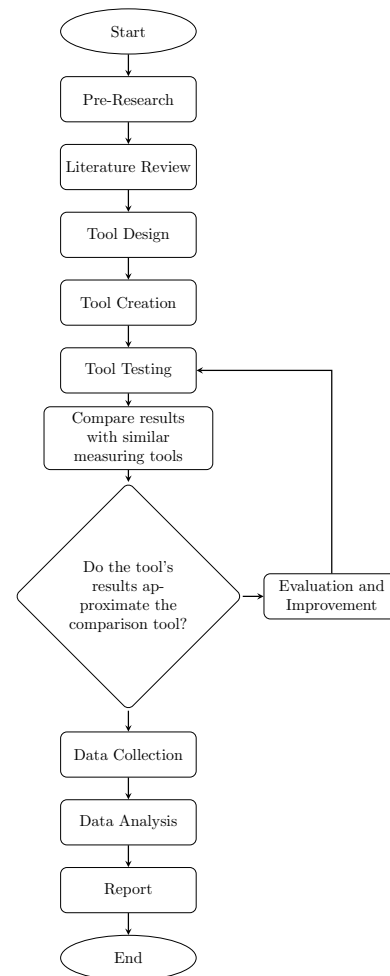 Start
Pre-Research
Literature Review
Tool Design
Tool Creation
Tool Testing
Compare results
with similar
measuring tools
Do the tool's
results ap-
proximate the
comparison tool?
Evaluation and
Improvement
Data Collection
Data Analysis
Report
End